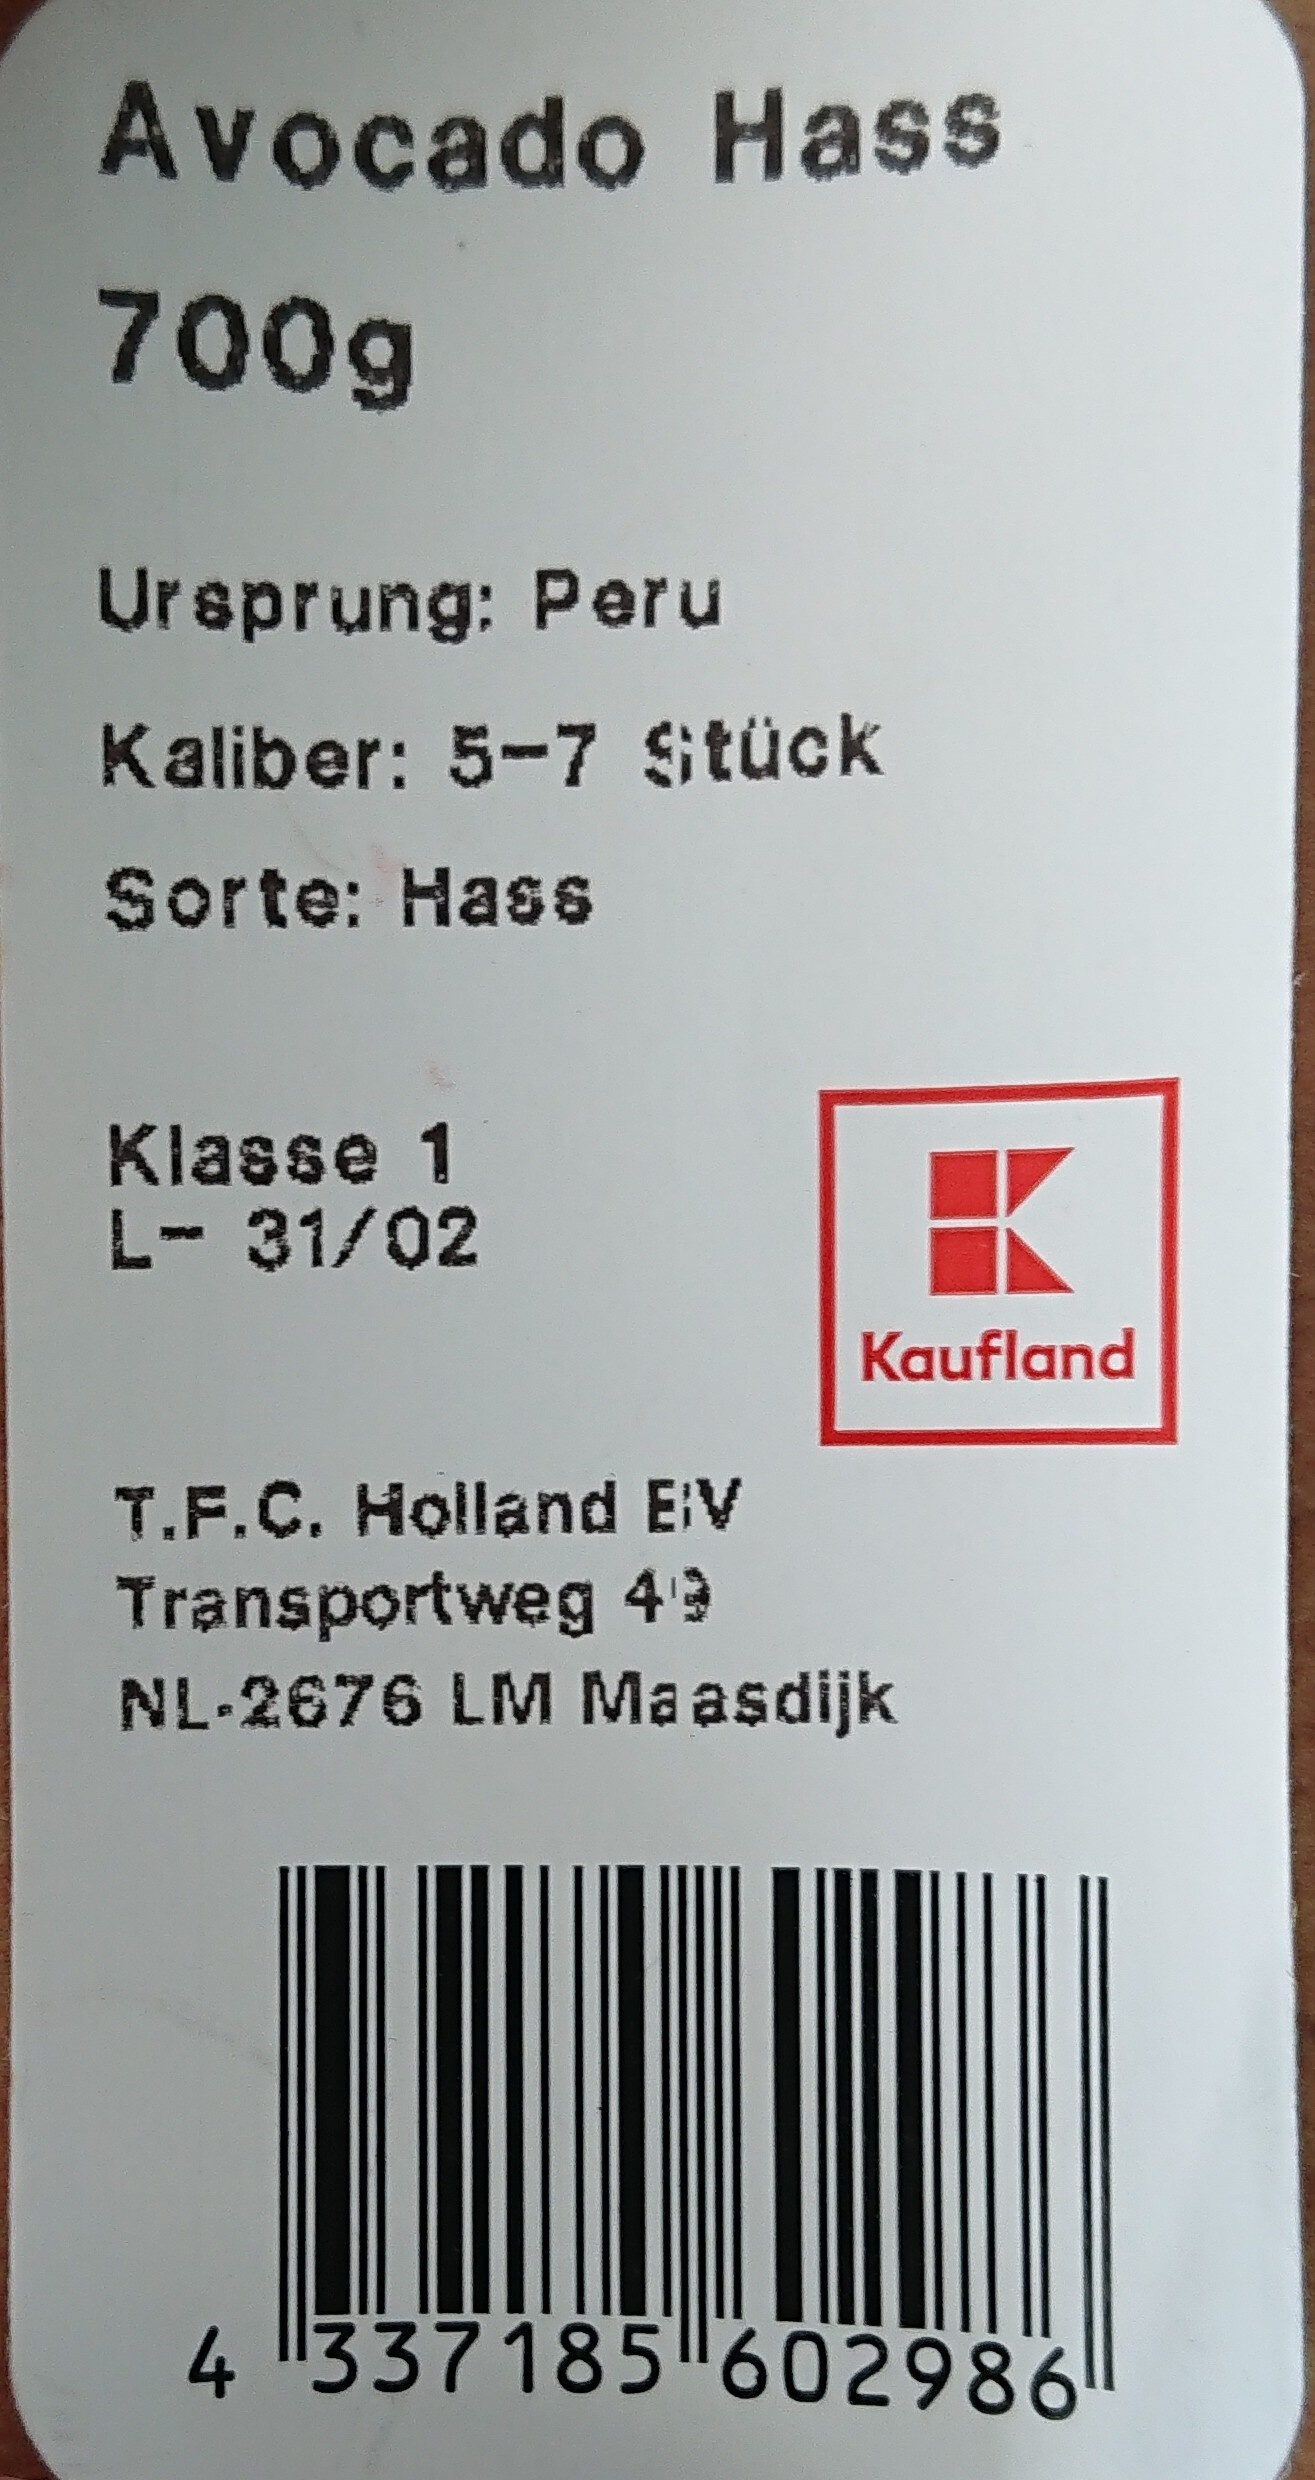 Avocado Hass
700g
Ursprung: Peru
Kaliber: 5-7 Stück
Sorte: Hass
Klasse 1
L- 31/02
Kaufland
T.F.C. Holland BV
Transportweg
NL-2676 LM Maasdijk
4 337185 602986